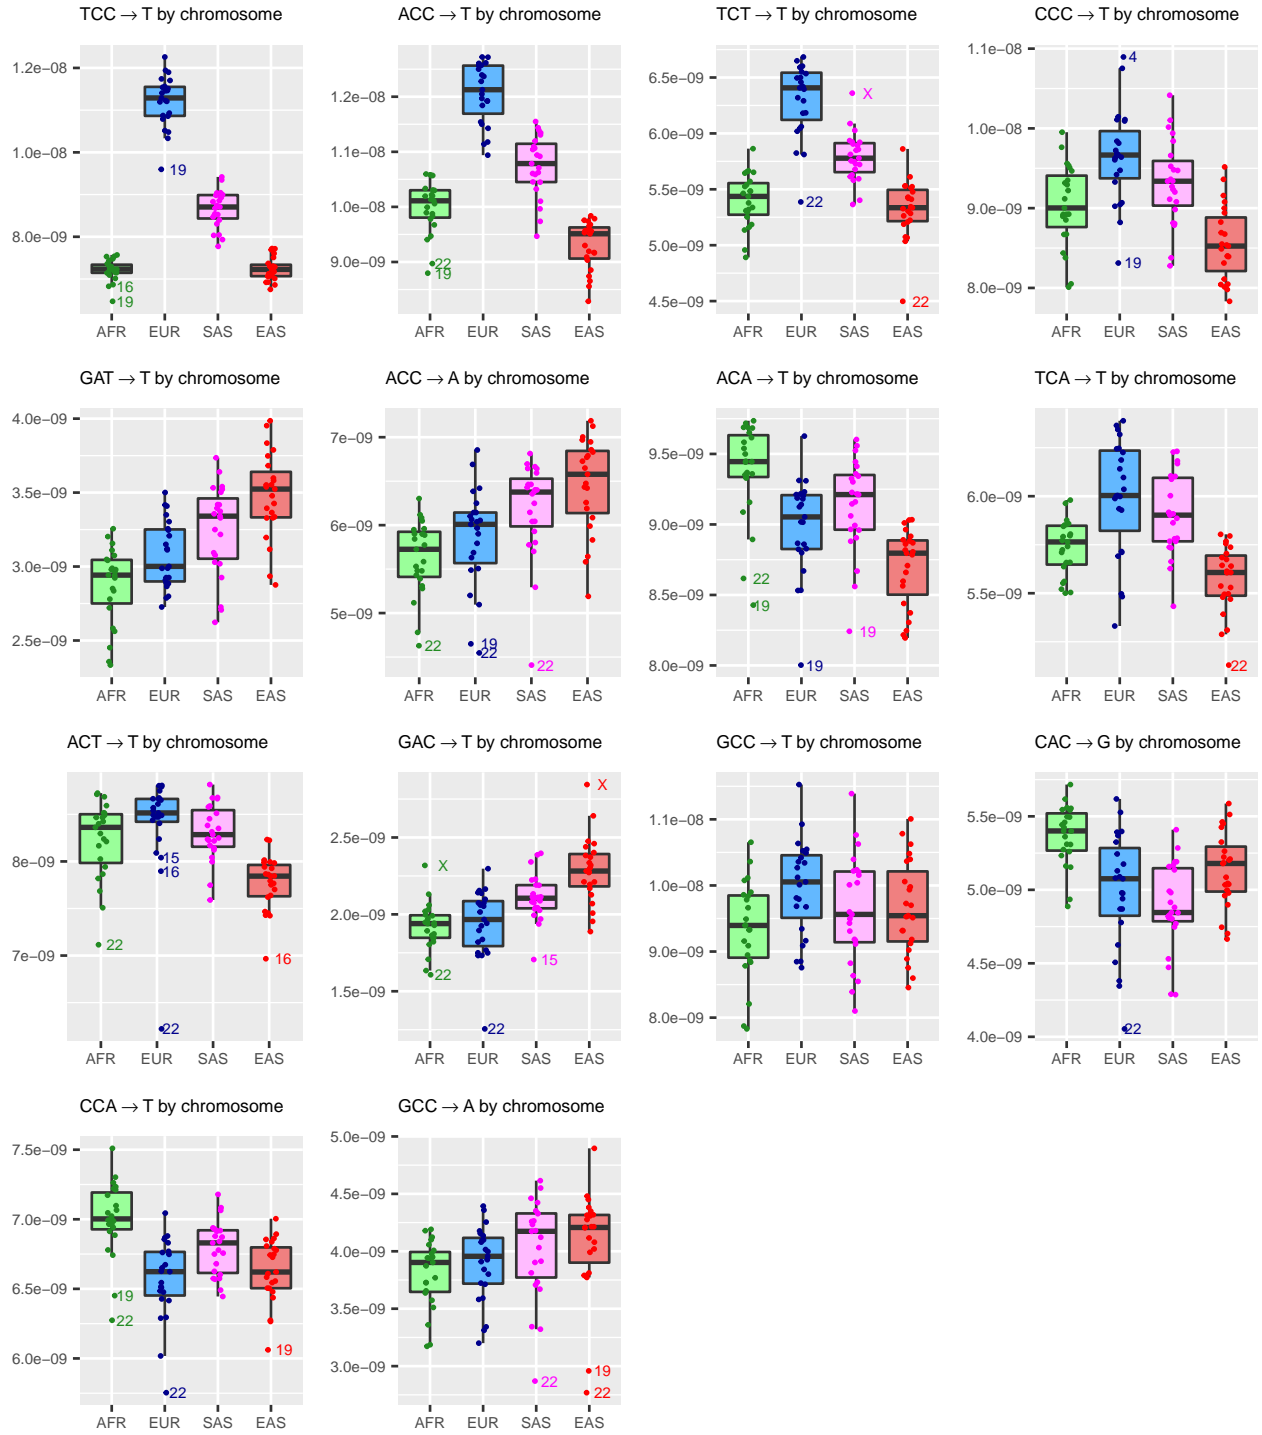 TCC → T by chromosome
1.2e−08
1.0e−08
8.0e−09
19
16
19
AFR EUR SAS EAS
ACC → T by chromosome
1.2e−08
1.1e−08
1.0e−08
9.0e−09
22
19
AFR EUR SAS EAS
TCT → T by chromosome
6.5e−09
6.0e−09
5.5e−09
5.0e−09
4.5e−09
X
22
22
AFR EUR SAS EAS
CCC → T by chromosome
1.1e−08
1.0e−08
9.0e−09
8.0e−09
4
19
AFR EUR SAS EAS
GAT → T by chromosome
4.0e−09
3.5e−09
3.0e−09
2.5e−09
AFR EUR SAS EAS
ACC → A by chromosome
7e−09
6e−09
5e−09
22
19
22
22
AFR EUR SAS EAS
ACA → T by chromosome
9.5e−09
9.0e−09
8.5e−09
8.0e−09
22
19
19
19
AFR EUR SAS EAS
TCA → T by chromosome
6.0e−09
5.5e−09
22
AFR EUR SAS EAS
ACT → T by chromosome
8e−09
7e−09
15
16
22
16
22
AFR EUR SAS EAS
GAC → T by chromosome
2.5e−09
2.0e−09
1.5e−09
X
X
22
15
22
AFR EUR SAS EAS
GCC → T by chromosome
1.1e−08
1.0e−08
9.0e−09
8.0e−09
AFR EUR SAS EAS
CAC → G by chromosome
5.5e−09
5.0e−09
4.5e−09
4.0e−09
22
AFR EUR SAS EAS
CCA → T by chromosome
7.5e−09
7.0e−09
6.5e−09
6.0e−09
19
22
19
22
AFR EUR SAS EAS
GCC → A by chromosome
5.0e−09
4.5e−09
4.0e−09
3.5e−09
3.0e−09
19
22
22
AFR EUR SAS EAS